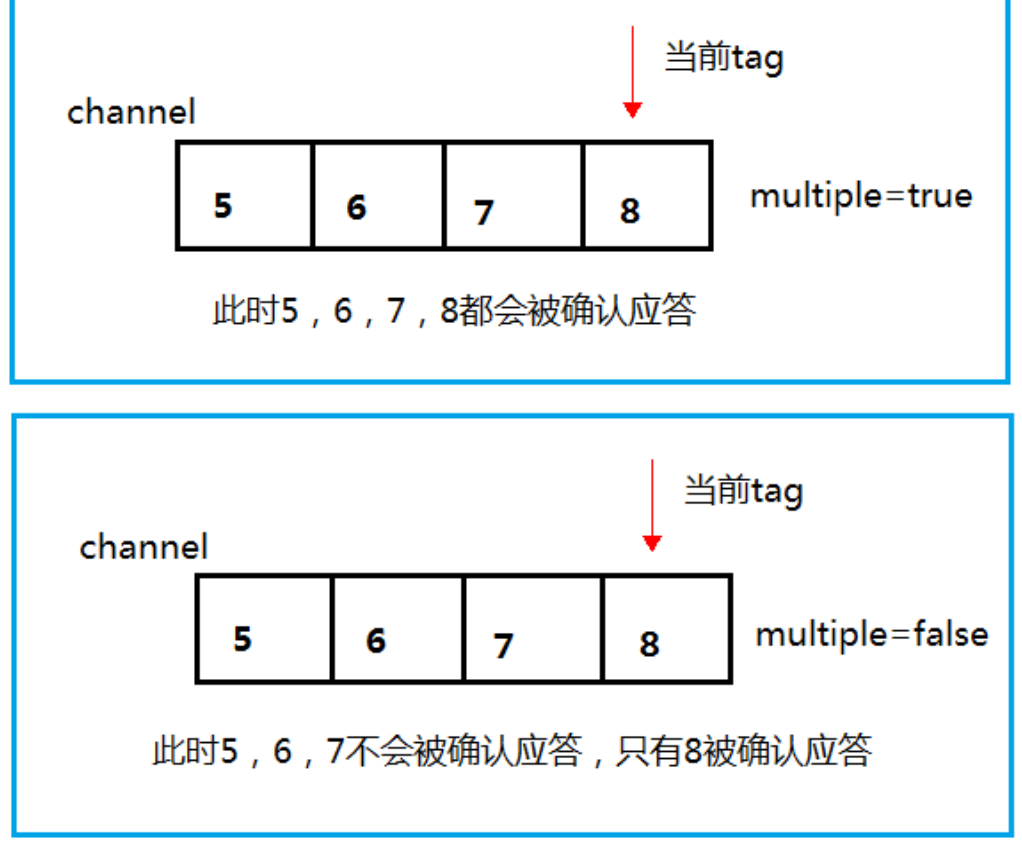 当前tag
channel
5 6 7 8
multiple=true
此时5，6，7，8都会被确认应答
当前tag
channel
5 6 7 8
multiple=false
此时5，6，7不会被确认应答，只有8被确认应答